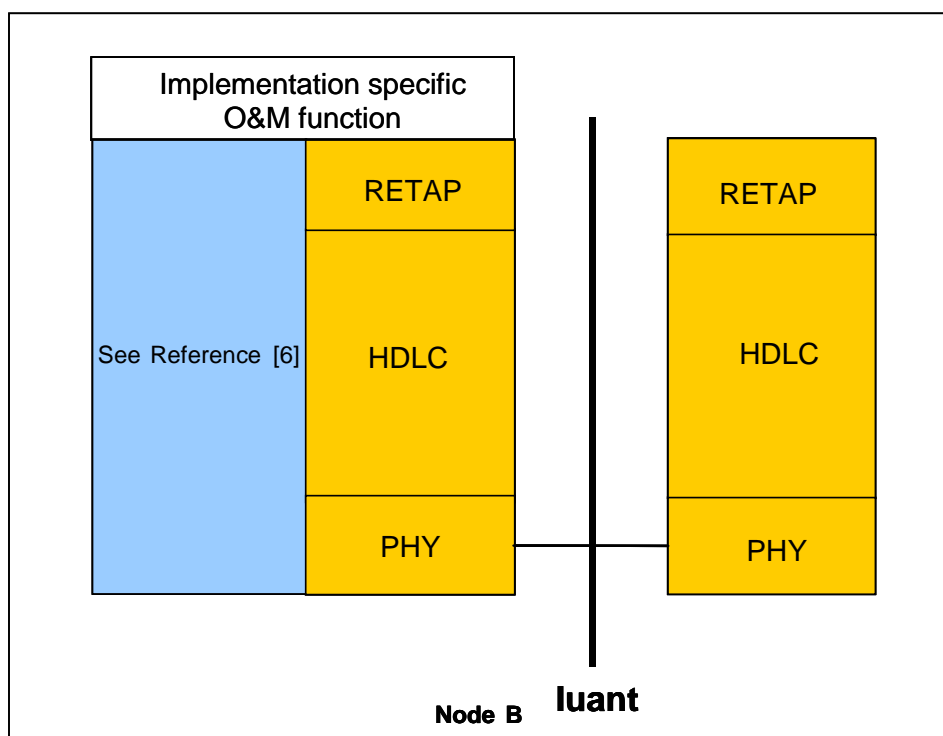 Implementation specific
O&M function
RETAP
RETAP
See Reference [6]
HDLC
HDLC
PHY
PHY
Node B
Iuant